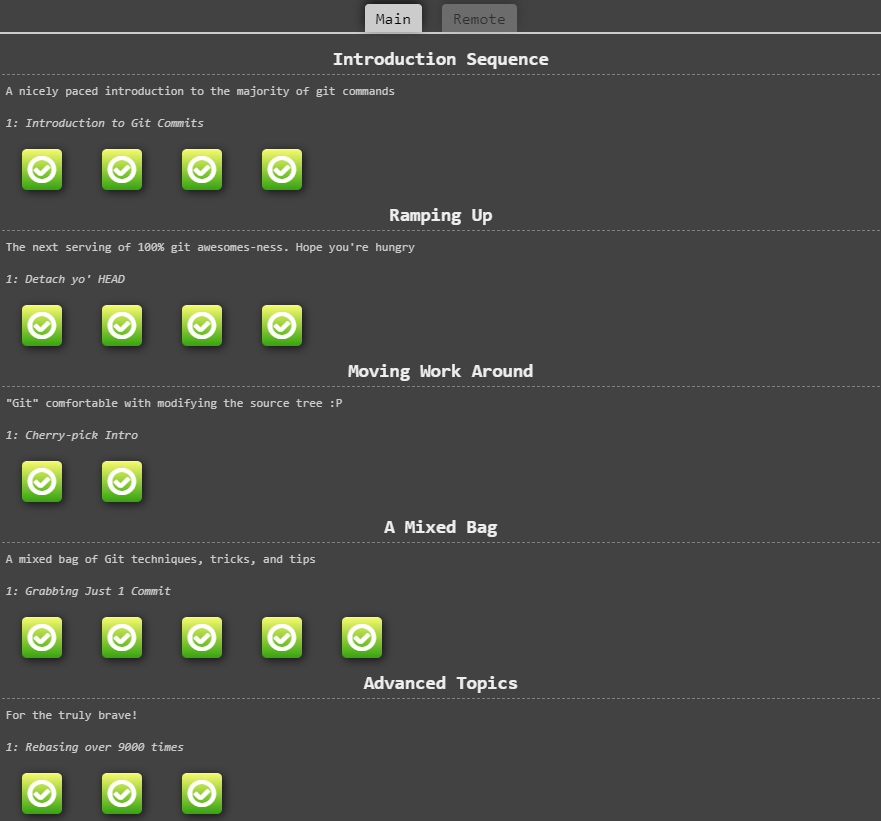 Main
Remote
Introduction Sequence
A nicely paced introduction to the majority of git commands
1: Introduction to Git Commits
Ramping Up
The next serving of 100% git awesomes-ness. Hope you're hungry
1: Detach yo' HEAD
Moving Work Around
"Git" comfortable with modifying the source tree :P
1: Cherry-pick Intro
A Mixed Bag
A mixed bag of Git techniques, tricks, and tips
1: Grabbing Just 1 Commit
Advanced Topics
For the truly brave!
1: Rebasing over 9000 times